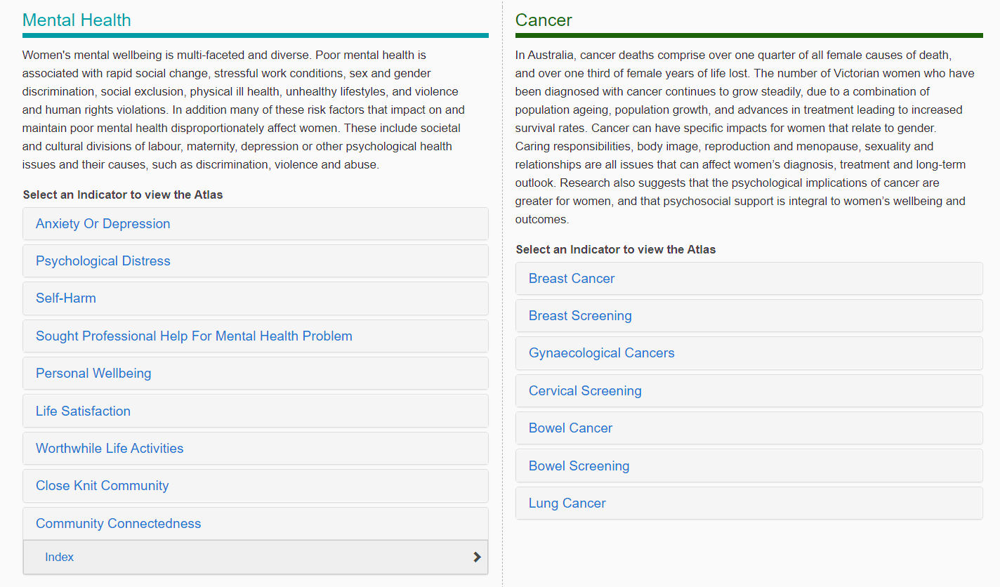 Mental Health
Women's mental wellbeing is multi-faceted and diverse. Poor mental health is
associated with rapid social change, stressful work conditions, sex and gender
discrimination, social exclusion, physical ill health, unhealthy lifestyles, and violence
and human rights violations. In addition many of these risk factors that impact on and
maintain poor mental health disproportionately affect women. These include societal
and cultural divisions of labour, maternity, depression or other psychological health
issues and their causes, such as discrimination, violence and abuse.
Select an Indicator to view the Atlas
Anxiety Or Depression
Psychological Distress
Self-Harm
Sought Professional Help For Mental Health Problem
Personal Wellbeing
Life Satisfaction
Worthwhile Life Activities
Close Knit Community
Community Connectedness
Index
Cancer
In Australia, cancer deaths comprise over one quarter of all female causes of death,
and over one third of female years of life lost. The number of Victorian women who have
been diagnosed with cancer continues to grow steadily, due to a combination of
population ageing, population growth, and advances in treatment leading to increased
survival rates. Cancer can have specific impacts for women that relate to gender.
Caring responsibilities, body image, reproduction and menopause, sexuality and
relationships are all issues that can affect women’s diagnosis, treatment and long-term
outlook. Research also suggests that the psychological implications of cancer are
greater for women, and that psychosocial support is integral to women’s wellbeing and
outcomes.
Select an Indicator to view the Atlas
Breast Cancer
Breast Screening
Gynaecological Cancers
Cervical Screening
Bowel Cancer
Bowel Screening
Lung Cancer